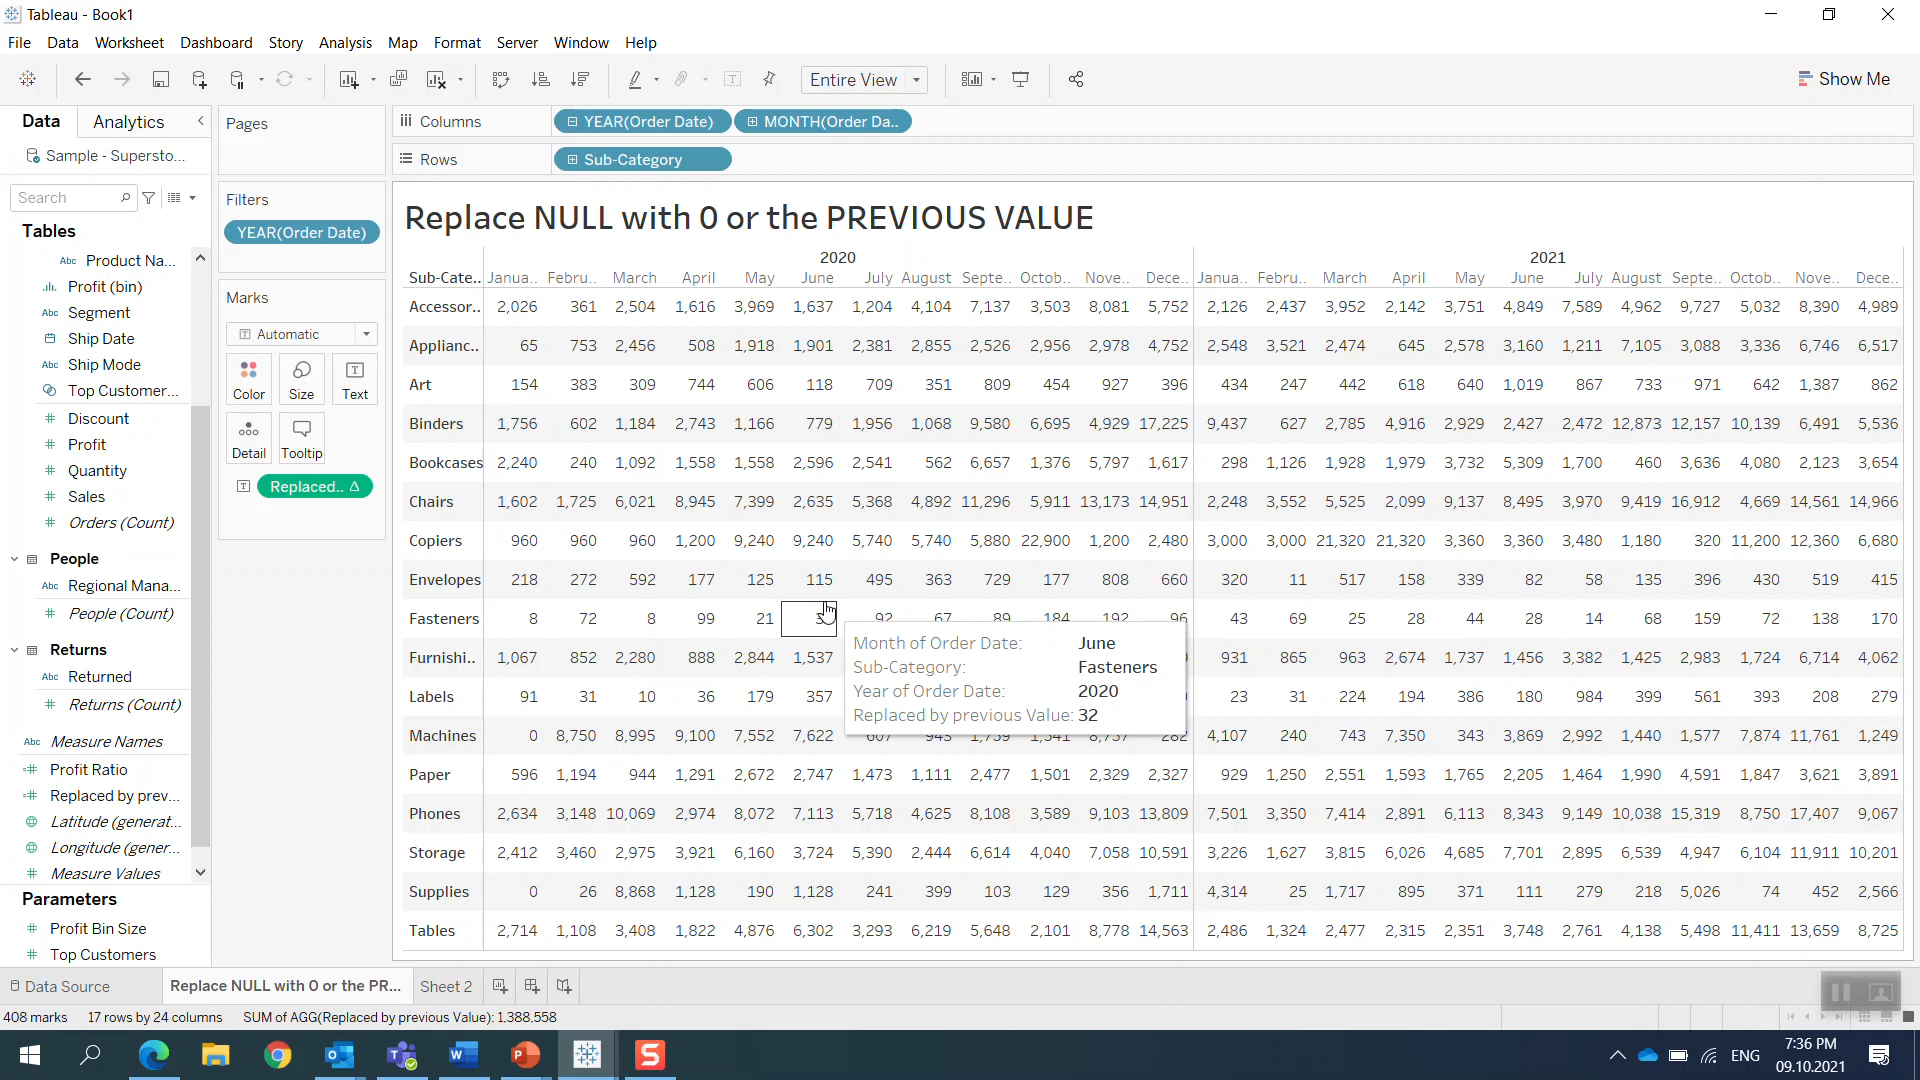 Tableau - Book1
File Data Worksheet Dashboard Story Analysis Map Format Server Window Help
Entire View
Show Me
Data Analytics
Sample - Supersto...
Search
Tables
Abc Product Na...
Profit (bin)
Abc Segment
Ship Date
Abc Ship Mode
Top Customer...
Discount
Profit
Quantity
Sales
Orders (Count)
People
Abc Regional Mana...
People (Count)
Returns
Abc Returned
Returns (Count)
Abc Measure Names
Profit Ratio
Replaced by prev...
Latitude (generat...
Longitude (gener...
Measure Values
Parameters
Profit Bin Size
Top Customers
Pages
Filters
YEAR(Order Date)
Marks
Automatic
Color Size Text
Detail Tooltip
Replaced..
Columns YEAR(Order Date) MONTH(Order Da..
Rows Sub-Category
Replace NULL with 0 or the PREVIOUS VALUE
2020 2021
Sub-Cate.. Janua.. Febru.. March April May June July August Septe.. Octob.. Nove.. Dece.. Janua.. Febru.. March April May June July August Septe.. Octob.. Nove.. Dece..
Accessor.. 2,026 361 2,504 1,616 3,969 1,637 1,204 4,104 7,137 3,503 8,081 5,752 2,126 2,437 3,952 2,142 3,751 4,849 7,589 4,962 9,727 5,032 8,390 4,989
Applianc.. 65 753 2,456 508 1,918 1,901 2,381 2,855 2,526 2,956 2,978 4,752 2,548 3,521 2,474 645 2,578 3,160 1,211 7,105 3,088 3,336 6,746 6,517
Art 154 383 309 744 606 118 709 351 809 454 927 396 434 247 442 618 640 1,019 867 733 971 642 1,387 862
Binders 1,756 602 1,184 2,743 1,166 779 1,956 1,068 9,580 6,695 4,929 17,225 9,437 627 2,785 4,916 2,929 2,427 2,472 12,873 12,157 10,139 6,491 5,536
Bookcases 2,240 240 1,092 1,558 1,558 2,596 2,541 562 6,657 1,376 5,797 1,617 298 1,126 1,928 1,979 3,732 5,309 1,700 460 3,636 4,080 2,123 3,654
Chairs 1,602 1,725 6,021 8,945 7,399 2,635 5,368 4,892 11,296 5,911 13,173 14,951 2,248 3,552 5,525 2,099 9,137 8,495 3,970 9,419 16,912 4,669 14,561 14,966
Copiers 960 960 960 1,200 9,240 9,240 5,740 5,740 5,880 22,900 1,200 2,480 3,000 3,000 21,320 21,320 3,360 3,360 3,480 1,180 320 11,200 12,360 6,680
Envelopes 218 272 592 177 125 115 495 363 729 177 808 660 320 11 517 158 339 82 58 135 396 430 519 415
Fasteners 8 72 8 99 21 92 67 89 184 192 96 43 69 25 28 44 28 14 68 159 72 138 170
Furnishi.. 1,067 852 2,280 888 2,844 1,537 931 865 963 2,674 1,737 1,456 3,382 1,425 2,983 1,724 6,714 4,062
Labels 91 31 10 36 179 357 23 31 224 194 386 180 984 399 561 393 208 279
Machines 0 8,750 8,995 9,100 7,552 7,622 607 943 1,759 1,541 8,757 282 4,107 240 743 7,350 343 3,869 2,992 1,440 1,577 7,874 11,761 1,249
Paper 596 1,194 944 1,291 2,672 2,747 1,473 1,111 2,477 1,501 2,329 2,327 929 1,250 2,551 1,593 1,765 2,205 1,464 1,990 4,591 1,847 3,621 3,891
Phones 2,634 3,148 10,069 2,974 8,072 7,113 5,718 4,625 8,108 3,589 9,103 13,809 7,501 3,350 7,414 2,891 6,113 8,343 9,149 10,038 15,319 8,750 17,407 9,067
Storage 2,412 3,460 2,975 3,921 6,160 3,724 5,390 2,444 6,614 4,040 7,058 10,591 3,226 1,627 3,815 6,026 4,685 7,701 2,895 6,539 4,947 6,104 11,911 10,201
Supplies 0 26 8,868 1,128 190 1,128 241 399 103 129 356 1,711 4,314 25 1,717 895 371 111 279 218 5,026 74 452 2,566
Tables 2,714 1,108 3,408 1,822 4,876 6,302 3,293 6,219 5,648 2,101 8,778 14,563 2,486 1,324 2,477 2,315 2,351 3,748 2,761 4,138 5,498 11,411 13,659 8,725
Month of Order Date: June
Sub-Category: Fasteners
Year of Order Date: 2020
Replaced by previous Value: 32
Data Source Replace NULL with 0 or the PR... Sheet 2
408 marks 17 rows by 24 columns SUM of AGG(Replaced by previous Value): 1,388,558
ENG
7:36 PM
09.10.2021